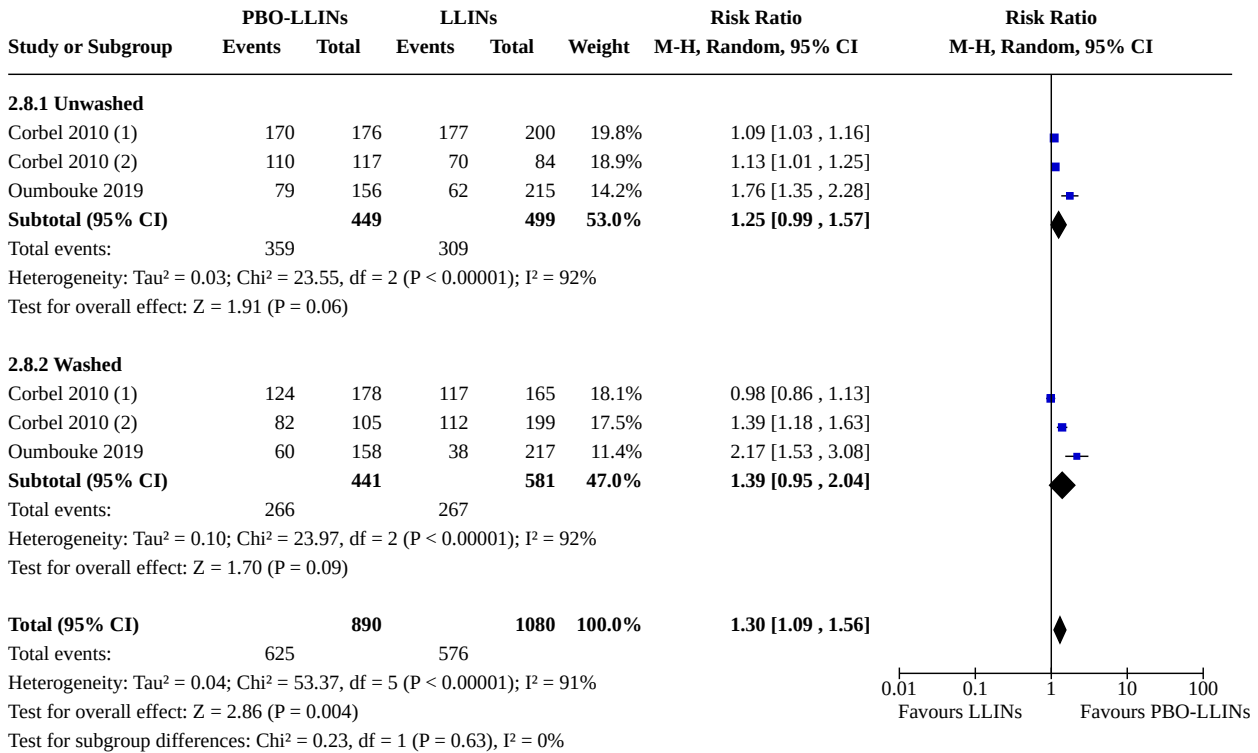 PBO-LLINs LLINs Risk Ratio Risk Ratio
Study or Subgroup Events Total Events Total Weight M-H, Random, 95% CI M-H, Random, 95% CI
2.8.1 Unwashed
Corbel 2010 (1) 170 176 177 200 19.8% 1.09 [1.03 , 1.16]
Corbel 2010 (2) 110 117 70 84 18.9% 1.13 [1.01 , 1.25]
Oumbouke 2019 79 156 62 215 14.2% 1.76 [1.35 , 2.28]
Subtotal (95% CI) 449 499 53.0% 1.25 [0.99 , 1.57]
Total events: 359 309
Heterogeneity: Tau² = 0.03; Chi² = 23.55, df = 2 (P < 0.00001); I² = 92%
Test for overall effect: Z = 1.91 (P = 0.06)
2.8.2 Washed
Corbel 2010 (1) 124 178 117 165 18.1% 0.98 [0.86 , 1.13]
Corbel 2010 (2) 82 105 112 199 17.5% 1.39 [1.18 , 1.63]
Oumbouke 2019 60 158 38 217 11.4% 2.17 [1.53 , 3.08]
Subtotal (95% CI) 441 581 47.0% 1.39 [0.95 , 2.04]
Total events: 266 267
Heterogeneity: Tau² = 0.10; Chi² = 23.97, df = 2 (P < 0.00001); I² = 92%
Test for overall effect: Z = 1.70 (P = 0.09)
Total (95% CI) 890 1080 100.0% 1.30 [1.09 , 1.56]
Total events: 625 576
Heterogeneity: Tau² = 0.04; Chi² = 53.37, df = 5 (P < 0.00001); I² = 91%
Test for overall effect: Z = 2.86 (P = 0.004)
Test for subgroup differences: Chi² = 0.23, df = 1 (P = 0.63), I² = 0%
0.01 0.1 1 10 100
Favours LLINs Favours PBO-LLINs